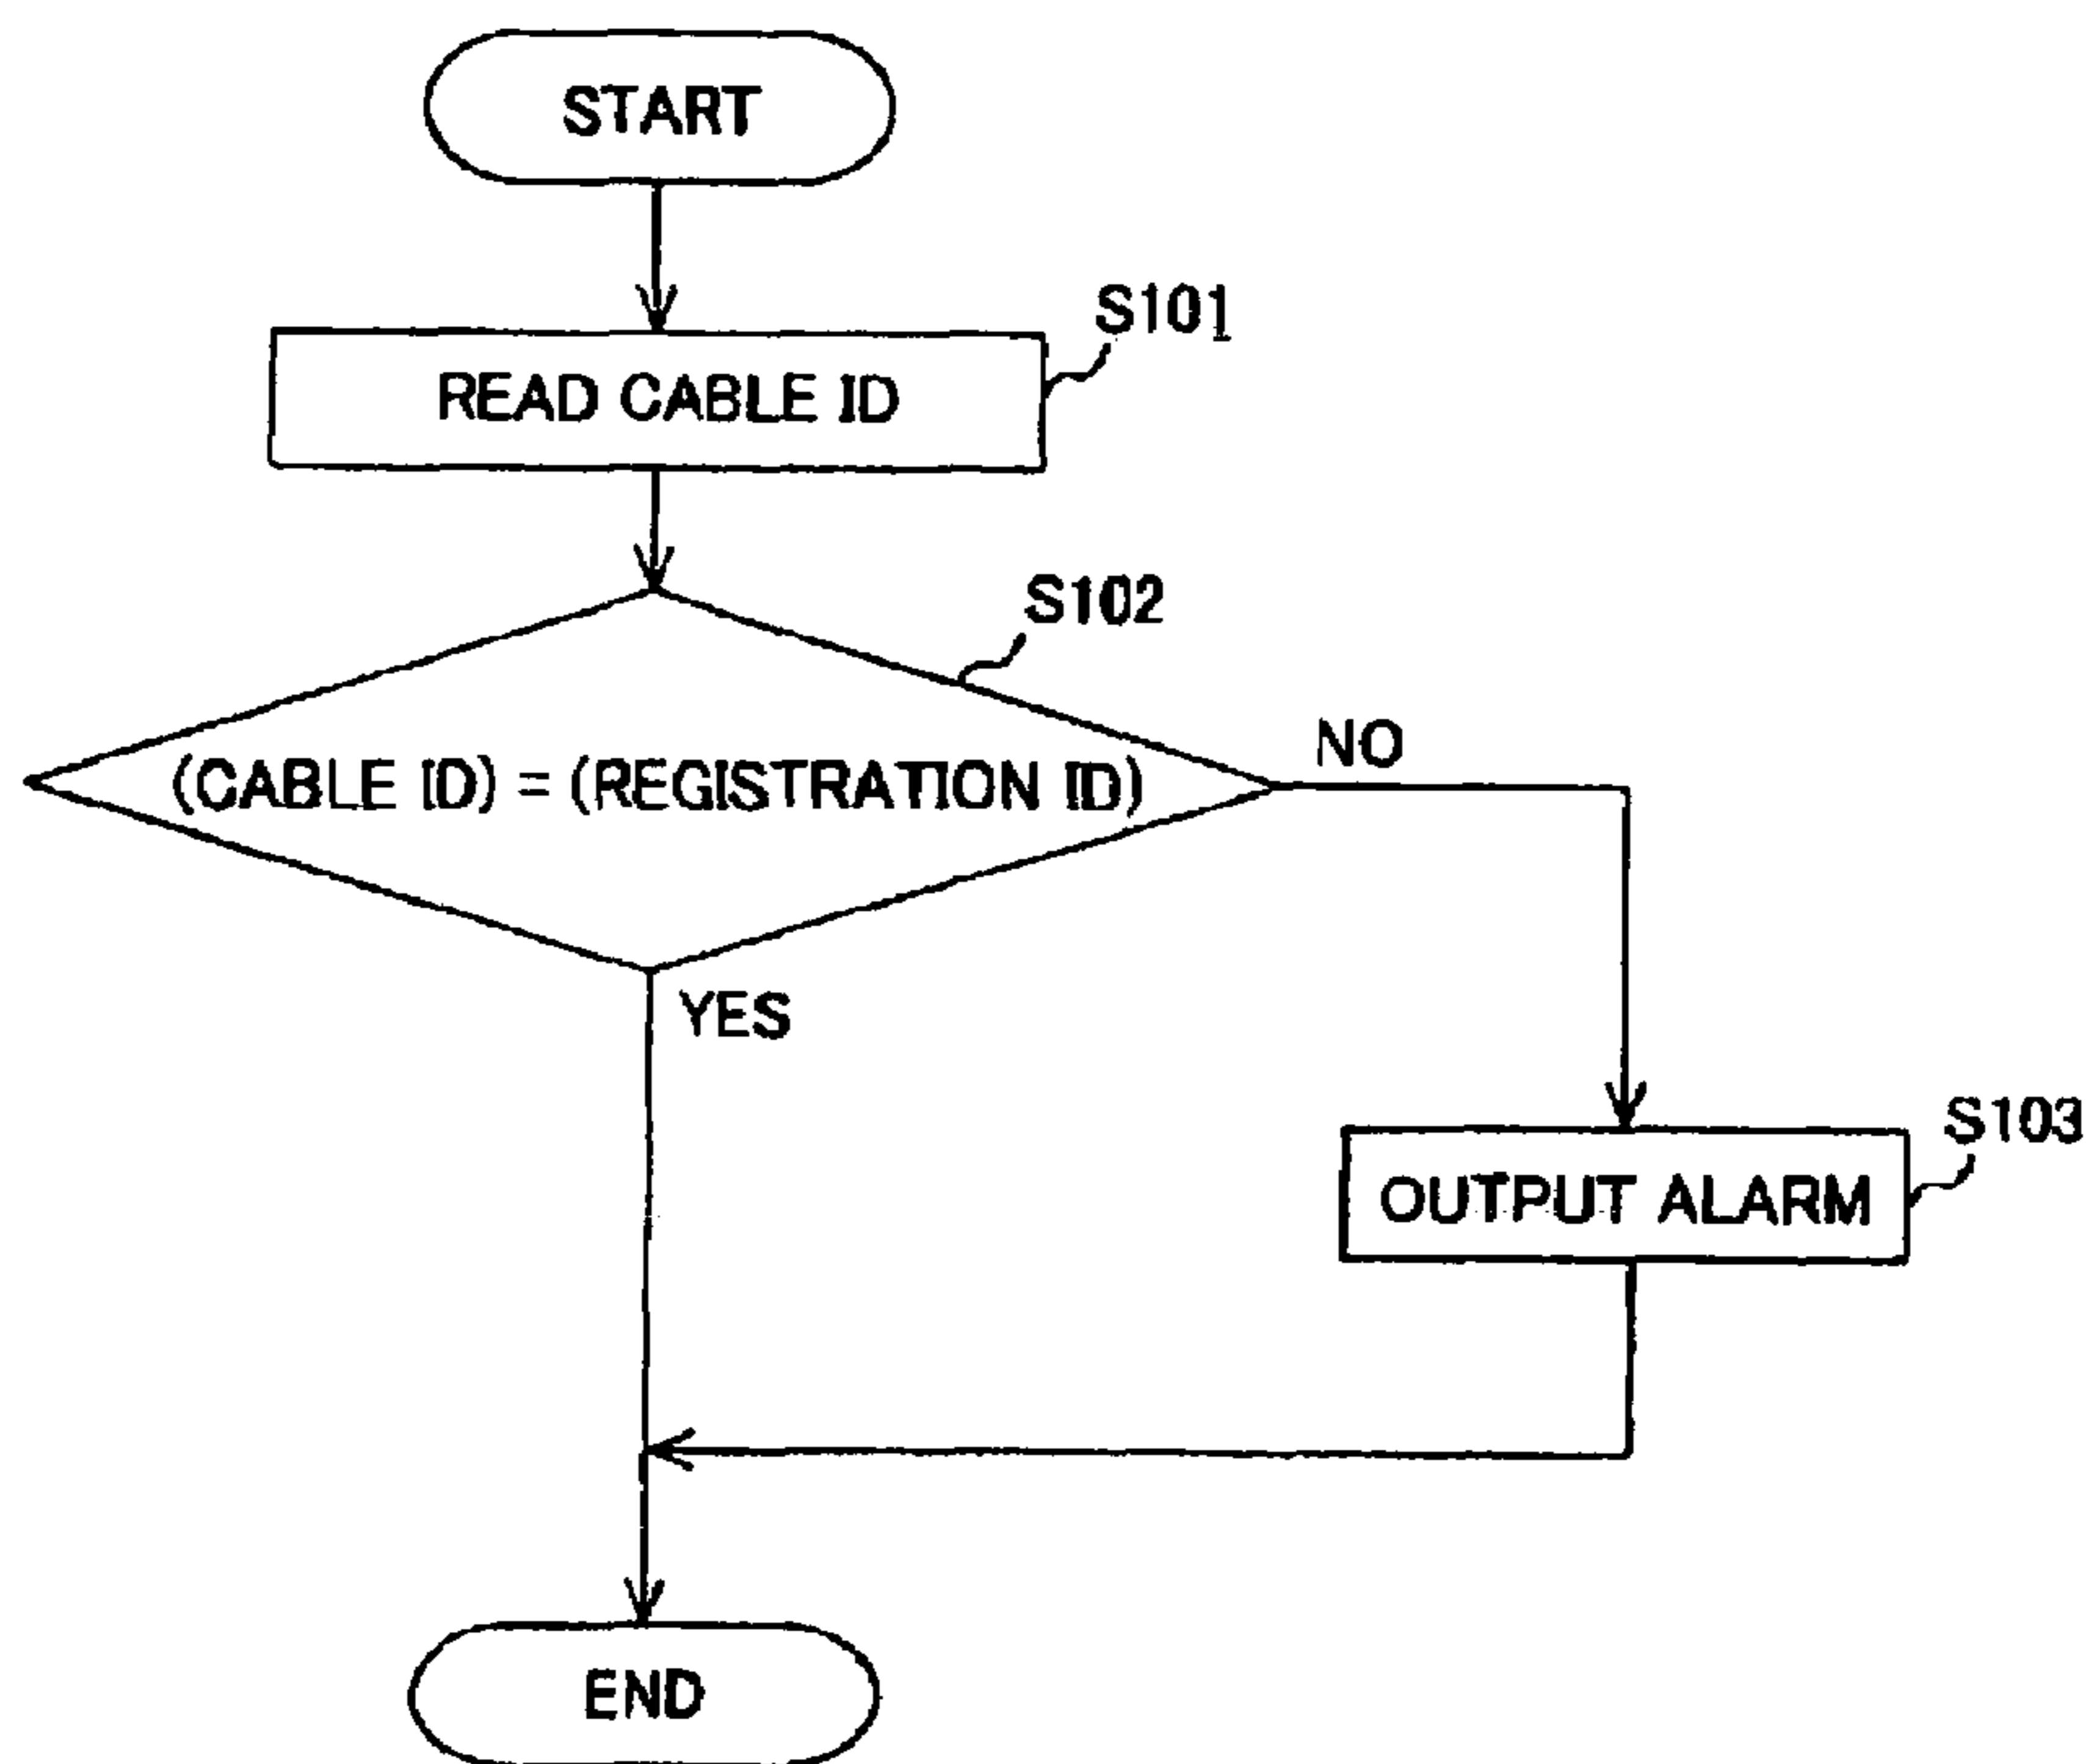 START
S101
READ CABLE ID
S102
(CABLE ID) = (REGISTRATION ID)
NO
YES
S103
OUTPUT ALARM
END